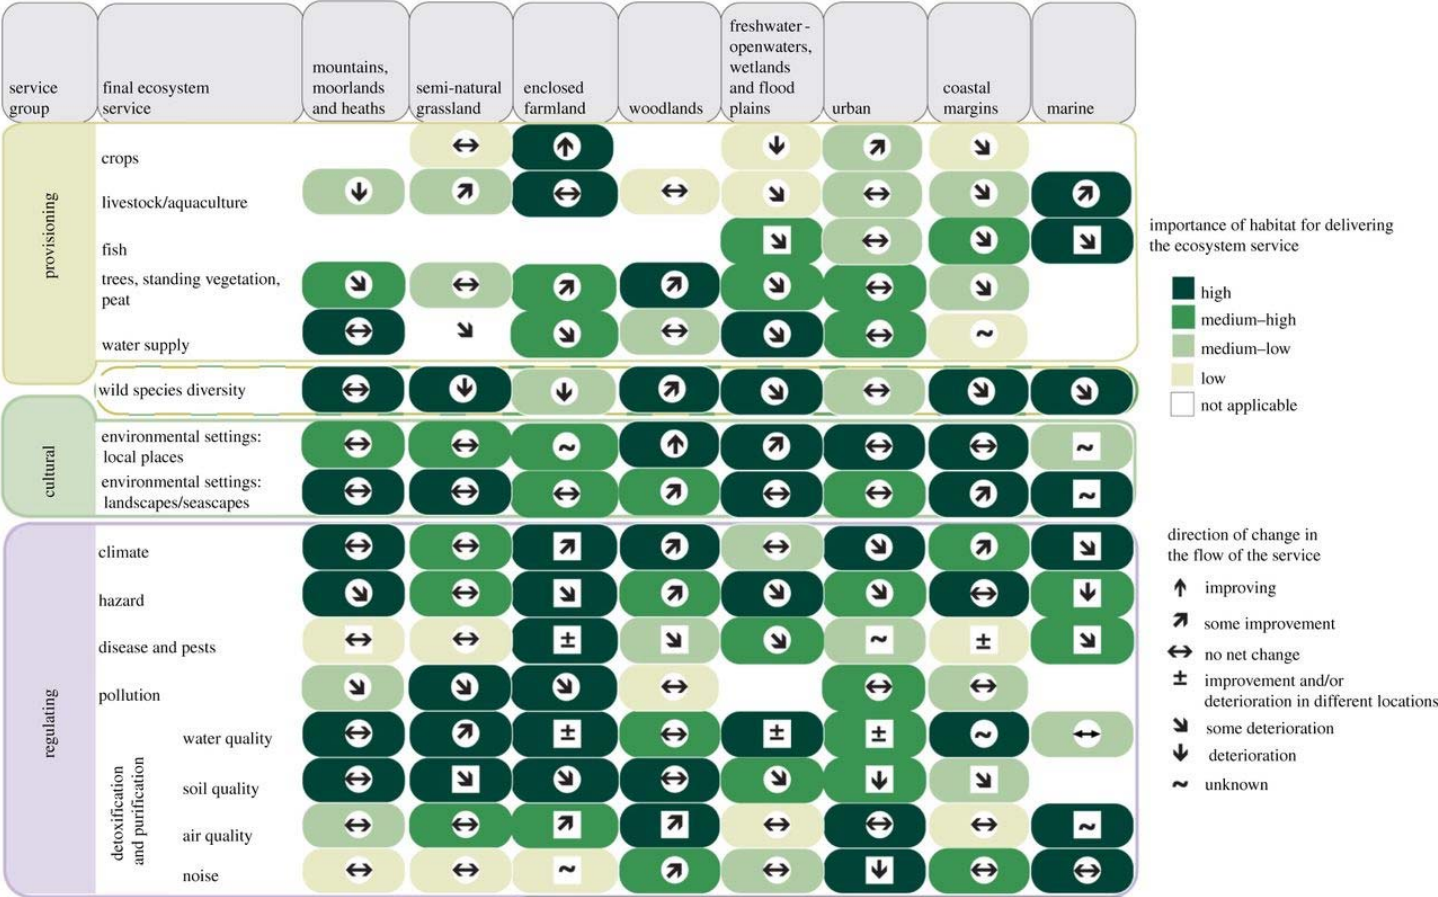 service
group
final ecosystem
service
mountains,
moorlands
and heaths
semi-natural
grassland
enclosed
farmland
woodlands
freshwater-
openwaters,
wetlands
and flood
plains
urban
coastal
margins
marine
provisioning
crops
livestock/aquaculture
fish
trees, standing vegetation,
peat
water supply
wild species diversity
cultural
environmental settings:
local places
environmental settings:
landscapes/seascapes
regulating
climate
hazard
disease and pests
pollution
detoxification
and purification
water quality
soil quality
air quality
noise
importance of habitat for delivering
the ecosystem service
high
medium–high
medium–low
low
not applicable
direction of change in
the flow of the service
improving
some improvement
no net change
improvement and/or
deterioration in different locations
some deterioration
deterioration
unknown